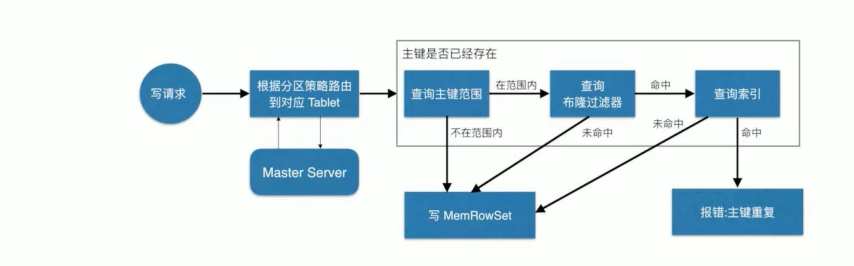 主键是否已经存在
写请求
根据分区策略路由
到对应 Tablet
查询主键范围
在范围内
查询
布隆过滤器
命中
查询索引
不在范围内
未命中
未命中
命中
Master Server
写 MemRowSet
报错:主键重复